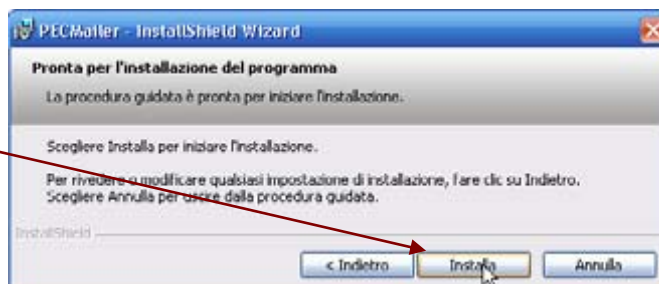 PECMailer - InstallShield Wizard
Pronta per l'installazione del programma
La procedura guidata è pronta per iniziare l'installazione.
Scegliere Installa per iniziare l'installazione.
Per rivedere o modificare qualsiasi impostazione di installazione, fare clic su Indietro.
Scegliere Annulla per uscire dalla procedura guidata.
InstallShield
< Indietro Installa Annulla